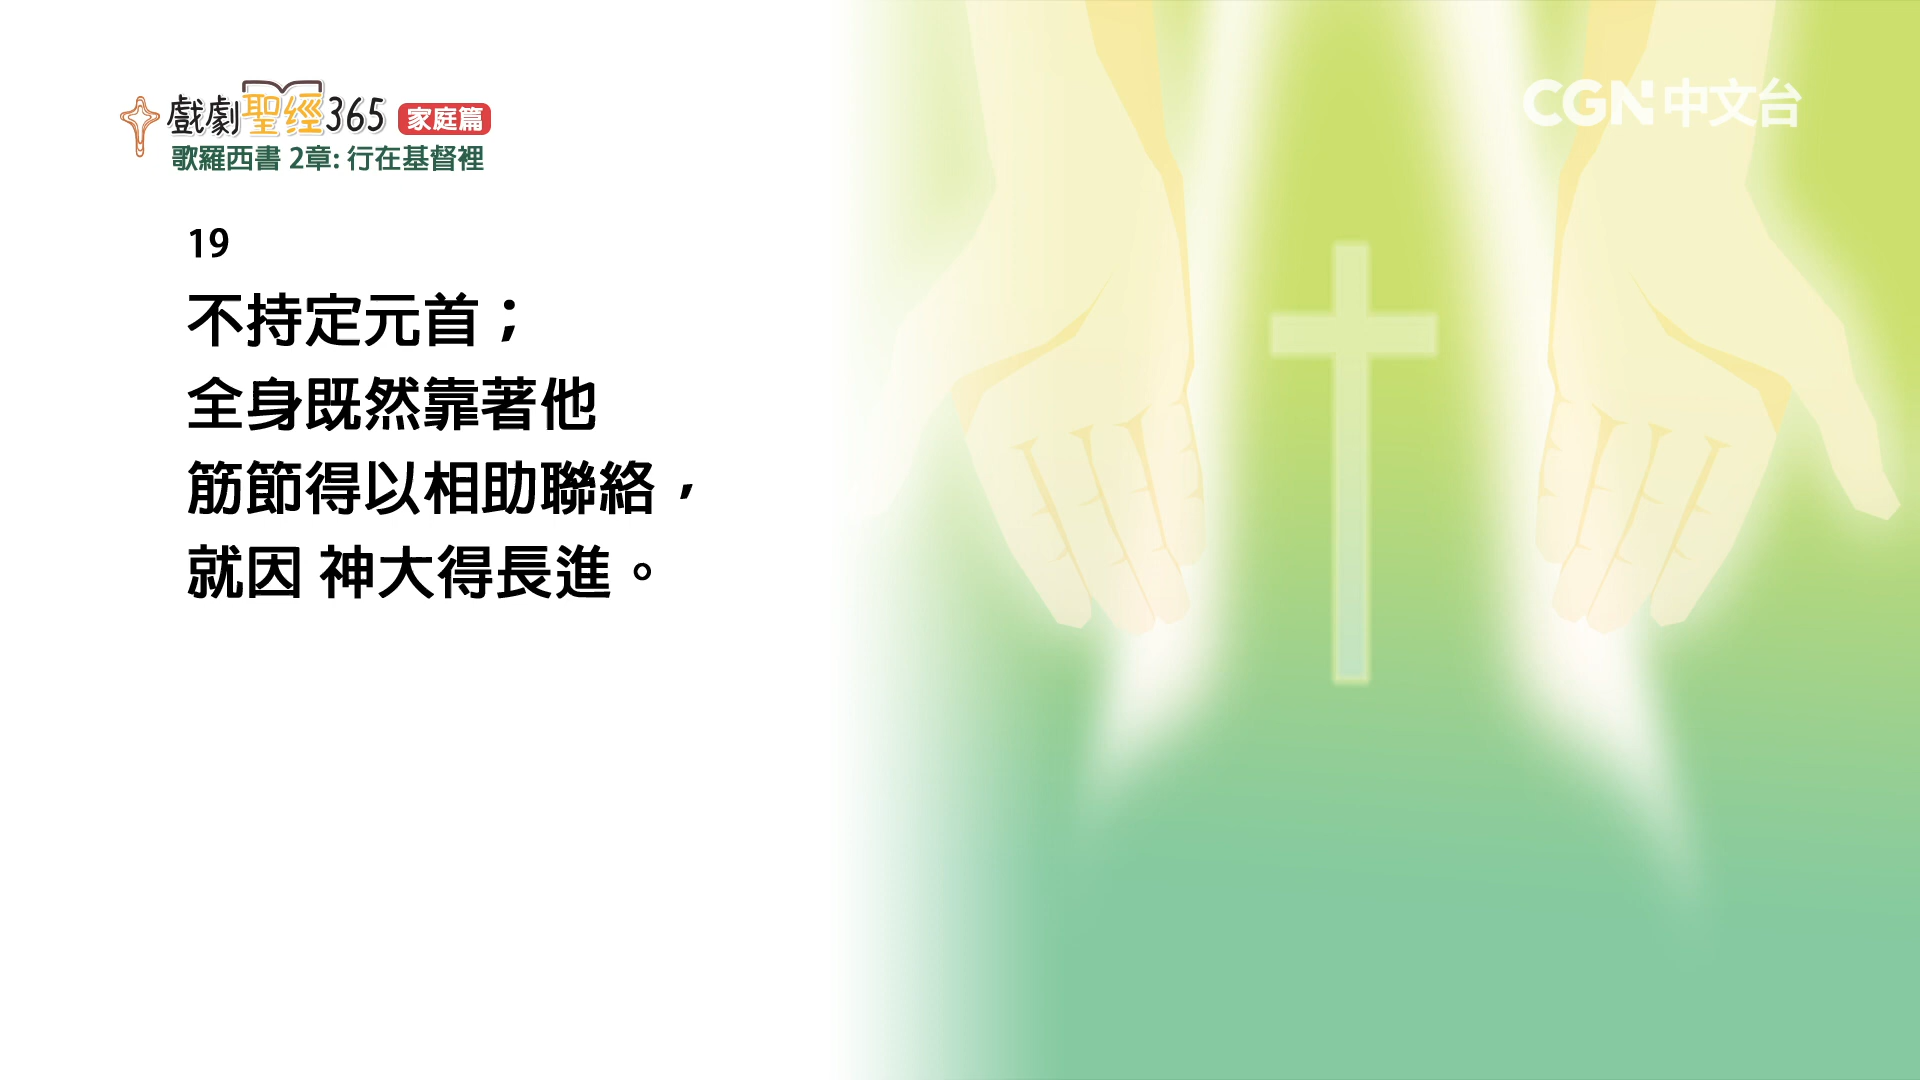 戲劇聖經365 家庭篇
歌羅西書 2章: 行在基督裡
CGN中文台
19
不持定元首；
全身既然靠著他
筋節得以相助聯絡，
就因 神大得長進。